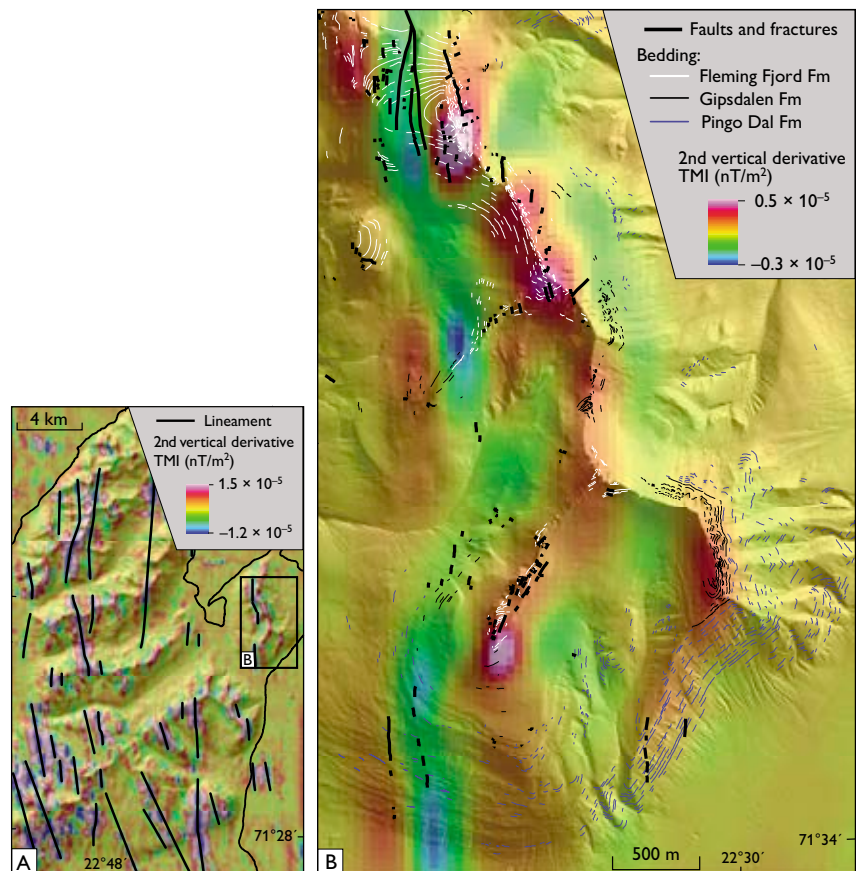 4 km
Lineament
2nd vertical derivative
TMI (nT/m²)
1.5 × 10⁻⁵
−1.2 × 10⁻⁵
B
71°28´
22°48´
A
Faults and fractures
Bedding:
Fleming Fjord Fm
Gipsdalen Fm
Pingo Dal Fm
2nd vertical derivative
TMI (nT/m²)
0.5 × 10⁻⁵
−0.3 × 10⁻⁵
71°34´
500 m
22°30´
B